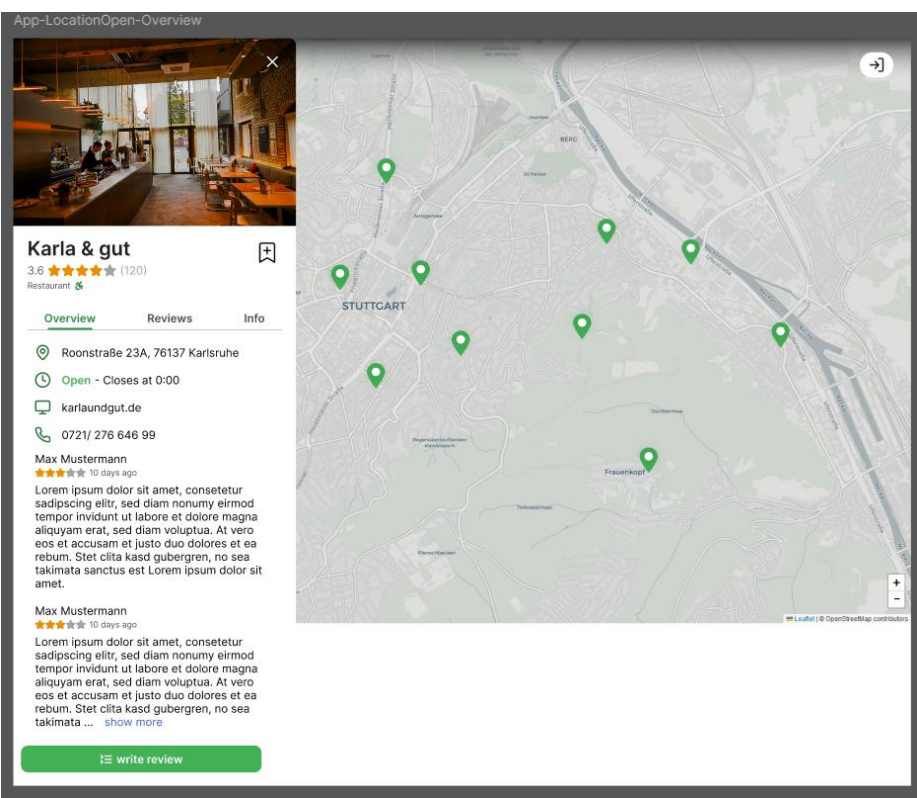 App-LocationOpen-Overview
Karla & gut
3.6 (120)
Restaurant
Overview Reviews Info
Roonstraße 23A, 76137 Karlsruhe
Open - Closes at 0:00
karlaundgut.de
0721/ 276 646 99
Max Mustermann
10 days ago
Lorem ipsum dolor sit amet, consetetur
sadipscing elitr, sed diam nonumy eirmod
tempor invidunt ut labore et dolore magna
aliquyam erat, sed diam voluptua. At vero
eos et accusam et justo duo dolores et ea
rebum. Stet clita kasd gubergren, no sea
takimata sanctus est Lorem ipsum dolor sit
amet.
Max Mustermann
10 days ago
Lorem ipsum dolor sit amet, consetetur
sadipscing elitr, sed diam nonumy eirmod
tempor invidunt ut labore et dolore magna
aliquyam erat, sed diam voluptua. At vero
eos et accusam et justo duo dolores et ea
rebum. Stet clita kasd gubergren, no sea
takimata ... show more
write review
BERG
STUTTGART
Frauenkopf
Uferstraße
Uferstraße
Uferstraße
+
-
Leaflet | © OpenStreetMap contributors